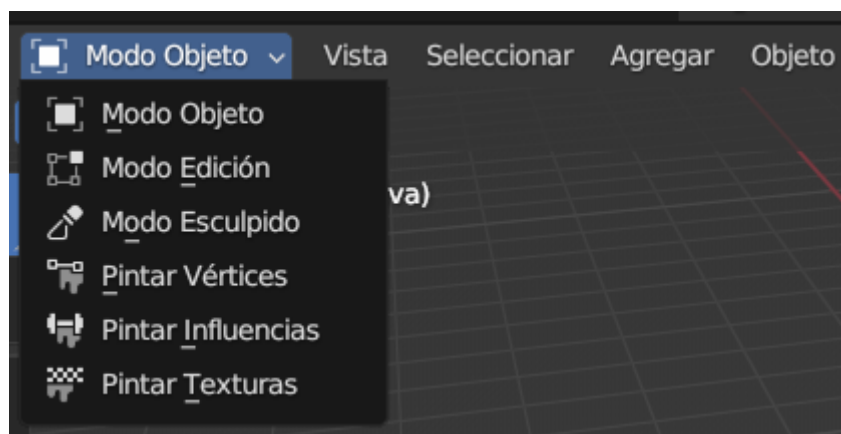 Modo Objeto Vista Seleccionar Agregar Objeto
Modo Objeto
Modo Edición
va)
Modo Esculpido
Pintar Vértices
Pintar Influencias
Pintar Texturas